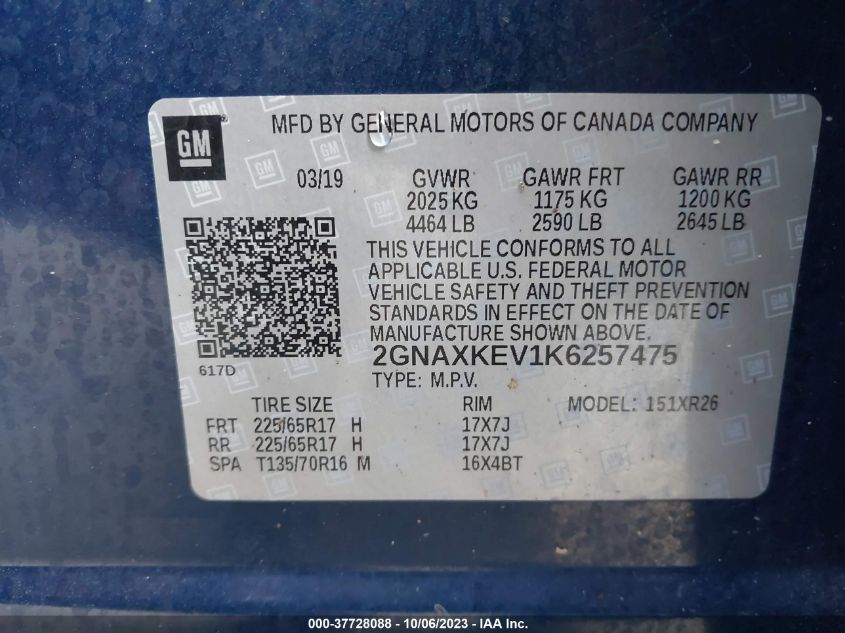 GM
MFD BY GENERAL MOTORS OF CANADA COMPANY
03/19 GVWR GAWR FRT GAWR RR
2025 KG 1175 KG 1200 KG
4464 LB 2590 LB 2645 LB
THIS VEHICLE CONFORMS TO ALL
APPLICABLE U.S. FEDERAL MOTOR
VEHICLE SAFETY AND THEFT PREVENTION
STANDARDS IN EFFECT ON THE DATE OF
MANUFACTURE SHOWN ABOVE.
2GNAXKEV1K6257475
617D
TYPE: M.P.V.
TIRE SIZE RIM MODEL: 151XR26
FRT 225/65R17 H 17X7J
RR 225/65R17 H 17X7J
SPA T135/70R16 M 16X4BT
000-37728088 - 10/06/2023 - IAA Inc.